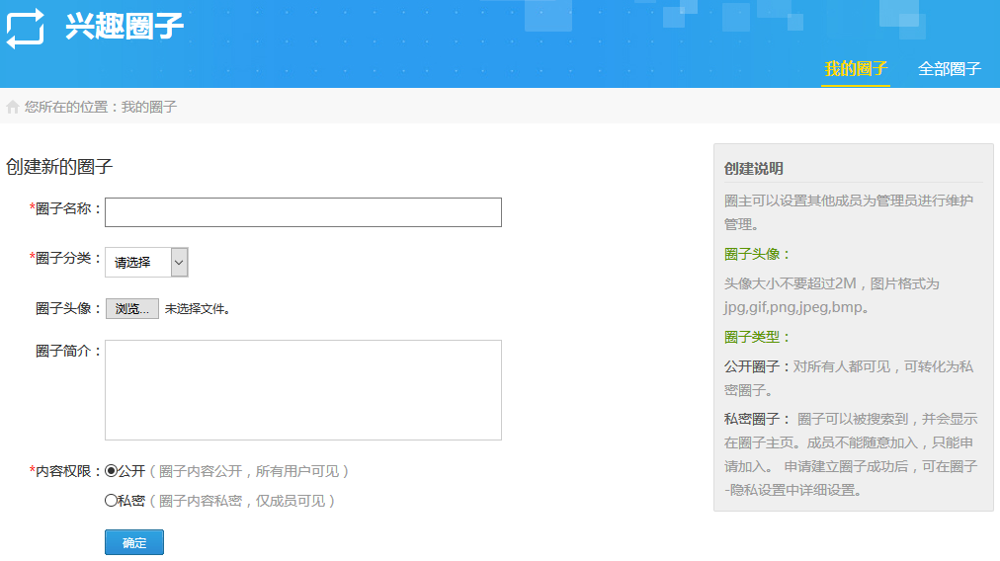 兴趣圈子
我的圈子 全部圈子
您所在的位置：我的圈子
创建新的圈子
*圈子名称：
*圈子分类： 请选择
圈子头像： 浏览... 未选择文件。
圈子简介：
*内容权限： 公开（圈子内容公开，所有用户可见）
私密（圈子内容私密，仅成员可见）
确定
创建说明
圈主可以设置其他成员为管理员进行维护
管理。
圈子头像：
头像大小不要超过2M，图片格式为
jpg,gif,png,jpeg,bmp。
圈子类型：
公开圈子：对所有人都可见，可转化为私
密圈子。
私密圈子： 圈子可以被搜索到，并会显示
在圈子主页。成员不能随意加入，只能申
请加入。 申请建立圈子成功后，可在圈子
-隐私设置中详细设置。